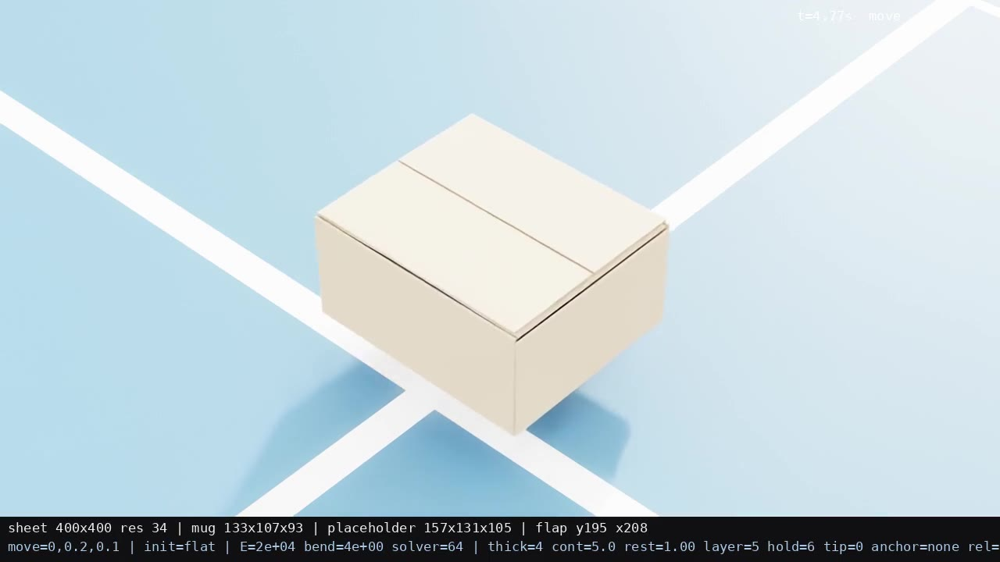 t=4.77s move
sheet 400x400 res 34 | mug 133x107x93 | placeholder 157x131x105 | flap y195 x208
move=0,0.2,0.1 | init=flat | E=2e+04 bend=4e+00 solver=64 | thick=4 cont=5.0 rest=1.00 layer=5 hold=6 tip=0 anchor=none rel=